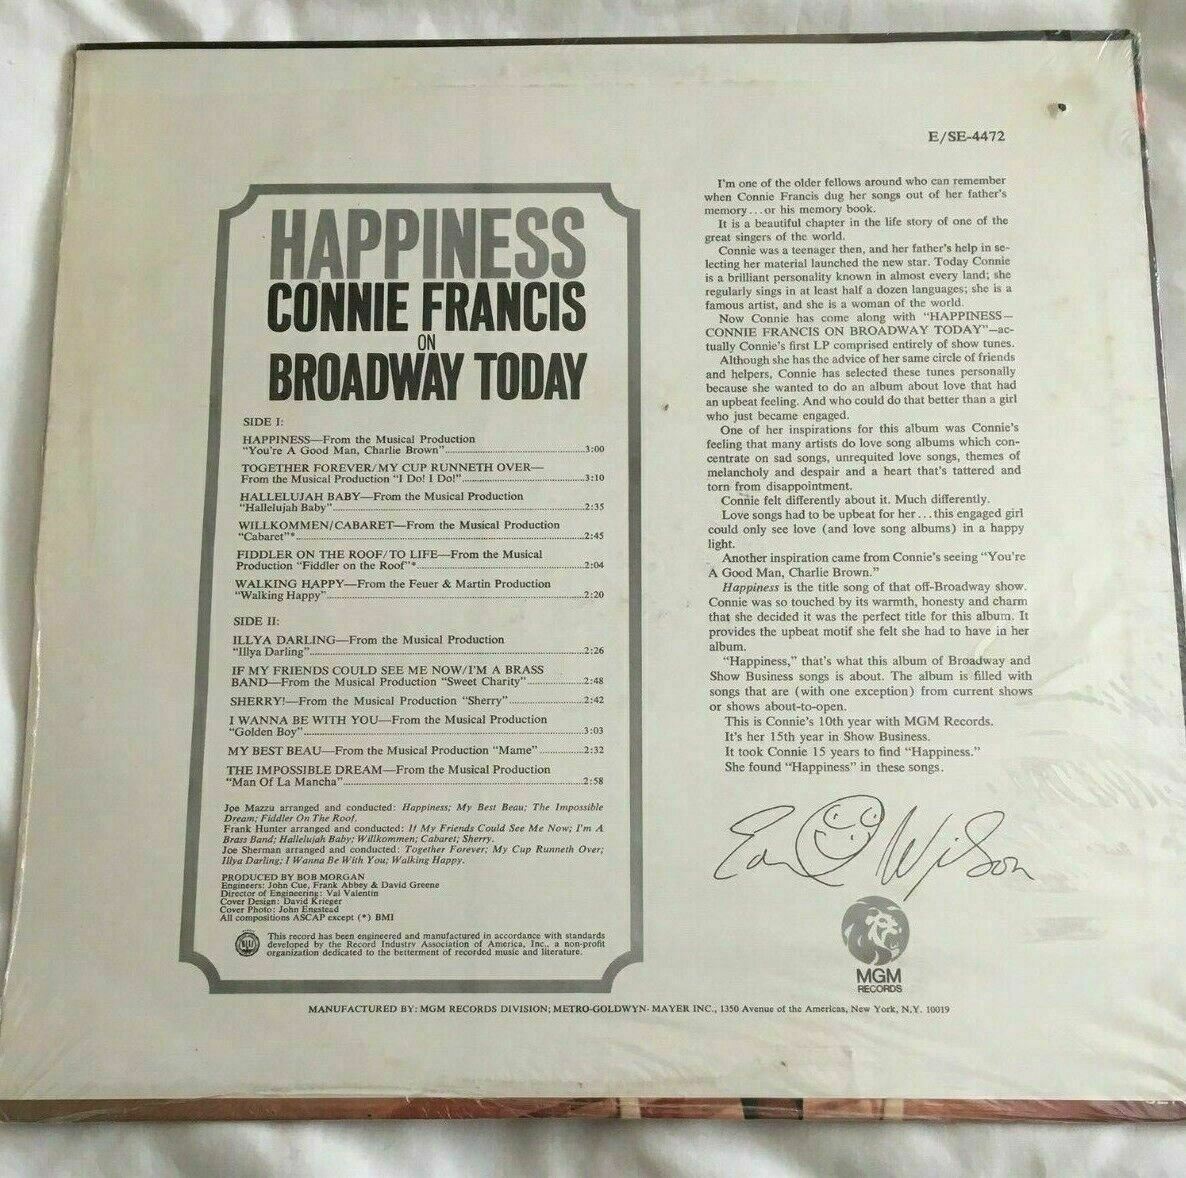 E/SE-4472
HAPPINESS
CONNIE FRANCIS
ON
BROADWAY TODAY
SIDE I:
HAPPINESS—From the Musical Production
"You're A Good Man, Charlie Brown"..........3:00
TOGETHER FOREVER/MY CUP RUNNETH OVER—
From the Musical Production "I Do! I Do!"..........3:10
HALLELUJAH BABY—From the Musical Production
"Hallelujah Baby"..........2:35
WILLKOMMEN/CABARET—From the Musical Production
"Cabaret"*..........2:45
FIDDLER ON THE ROOF/TO LIFE—From the Musical
Production "Fiddler on the Roof"*..........2:04
WALKING HAPPY—From the Feuer & Martin Production
"Walking Happy"..........2:20
SIDE II:
ILLYA DARLING—From the Musical Production
"Illya Darling"..........2:26
IF MY FRIENDS COULD SEE ME NOW/I'M A BRASS
BAND—From the Musical Production "Sweet Charity"..........2:48
SHERRY!—From the Musical Production "Sherry"..........2:42
I WANNA BE WITH YOU—From the Musical Production
"Golden Boy"..........3:03
MY BEST BEAU—From the Musical Production "Mame"..........2:32
THE IMPOSSIBLE DREAM—From the Musical Production
"Man Of La Mancha"..........2:58
Joe Mazzu arranged and conducted: Happiness; My Best Beau; The Impossible
Dream; Fiddler On The Roof.
Frank Hunter arranged and conducted: If My Friends Could See Me Now; I'm A
Brass Band; Hallelujah Baby; Willkommen; Cabaret; Sherry.
Joe Sherman arranged and conducted: Together Forever; My Cup Runneth Over;
Illya Darling; I Wanna Be With You; Walking Happy.
PRODUCED BY BOB MORGAN
Engineers: John Cue, Frank Abbey & David Greene
Director of Engineering: Val Valentin
Cover Design: David Krieger
Cover Photo: John Engstead
All compositions ASCAP except (*) BMI
This record has been engineered and manufactured in accordance with standards
developed by the Record Industry Association of America, Inc., a non-profit
organization dedicated to the betterment of recorded music and literature.
I'm one of the older fellows around who can remember
when Connie Francis dug her songs out of her father's
memory...or his memory book.
It is a beautiful chapter in the life story of one of the
great singers of the world.
Connie was a teenager then, and her father's help in se-
lecting her material launched the new star. Today Connie
is a brilliant personality known in almost every land; she
regularly sings in at least half a dozen languages; she is a
famous artist, and she is a woman of the world.
Now Connie has come along with "HAPPINESS—
CONNIE FRANCIS ON BROADWAY TODAY"—ac-
tually Connie's first LP comprised entirely of show tunes.
Although she has the advice of her same circle of friends
and helpers, Connie has selected these tunes personally
because she wanted to do an album about love that had
an upbeat feeling. And who could do that better than a girl
who just became engaged.
One of her inspirations for this album was Connie's
feeling that many artists do love song albums which con-
centrate on sad songs, unrequited love songs, themes of
melancholy and despair and a heart that's tattered and
torn from disappointment.
Connie felt differently about it. Much differently.
Love songs had to be upbeat for her...this engaged girl
could only see love (and love song albums) in a happy
light.
Another inspiration came from Connie's seeing "You're
A Good Man, Charlie Brown."
Happiness is the title song of that off-Broadway show.
Connie was so touched by its warmth, honesty and charm
that she decided it was the perfect title for this album. It
provides the upbeat motif she felt she had to have in her
album.
"Happiness," that's what this album of Broadway and
Show Business songs is about. The album is filled with
songs that are (with one exception) from current shows
or shows about-to-open.
This is Connie's 10th year with MGM Records.
It's her 15th year in Show Business.
It took Connie 15 years to find "Happiness."
She found "Happiness" in these songs.
Earl Wilson
MGM
RECORDS
MANUFACTURED BY: MGM RECORDS DIVISION; METRO-GOLDWYN- MAYER INC., 1350 Avenue of the Americas, New York, N.Y. 10019